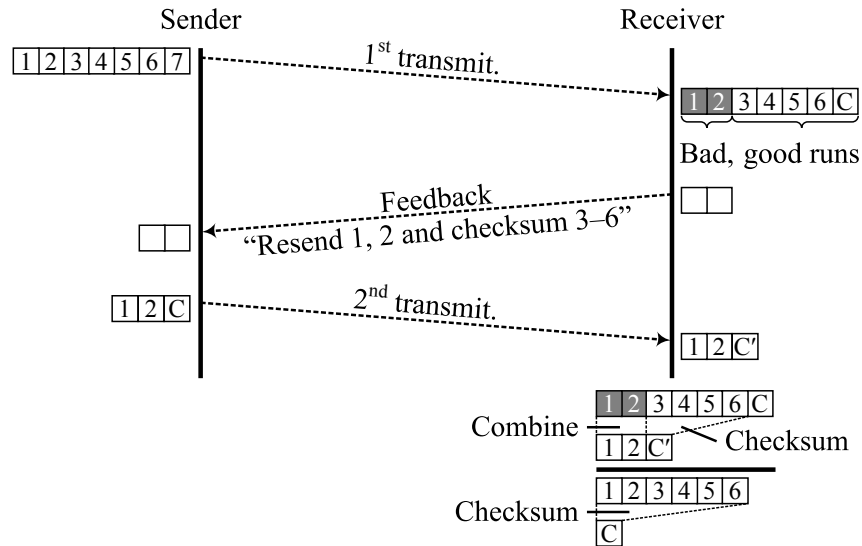 Sender
Receiver
1 2 3 4 5 6 7
1st transmit.
1 2 3 4 5 6 C
Bad, good runs
Feedback
“Resend 1, 2 and checksum 3–6”
1 2 C
2nd transmit.
1 2 C′
1 2 3 4 5 6 C
Combine
Checksum
1 2 C′
1 2 3 4 5 6
Checksum
C